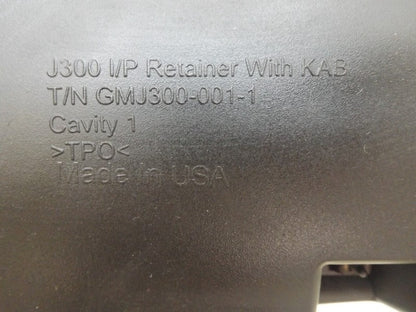 J300 I/P Retainer With KAB
T/N GMJ300-001-1
Cavity 1
>TPO<
Made in USA